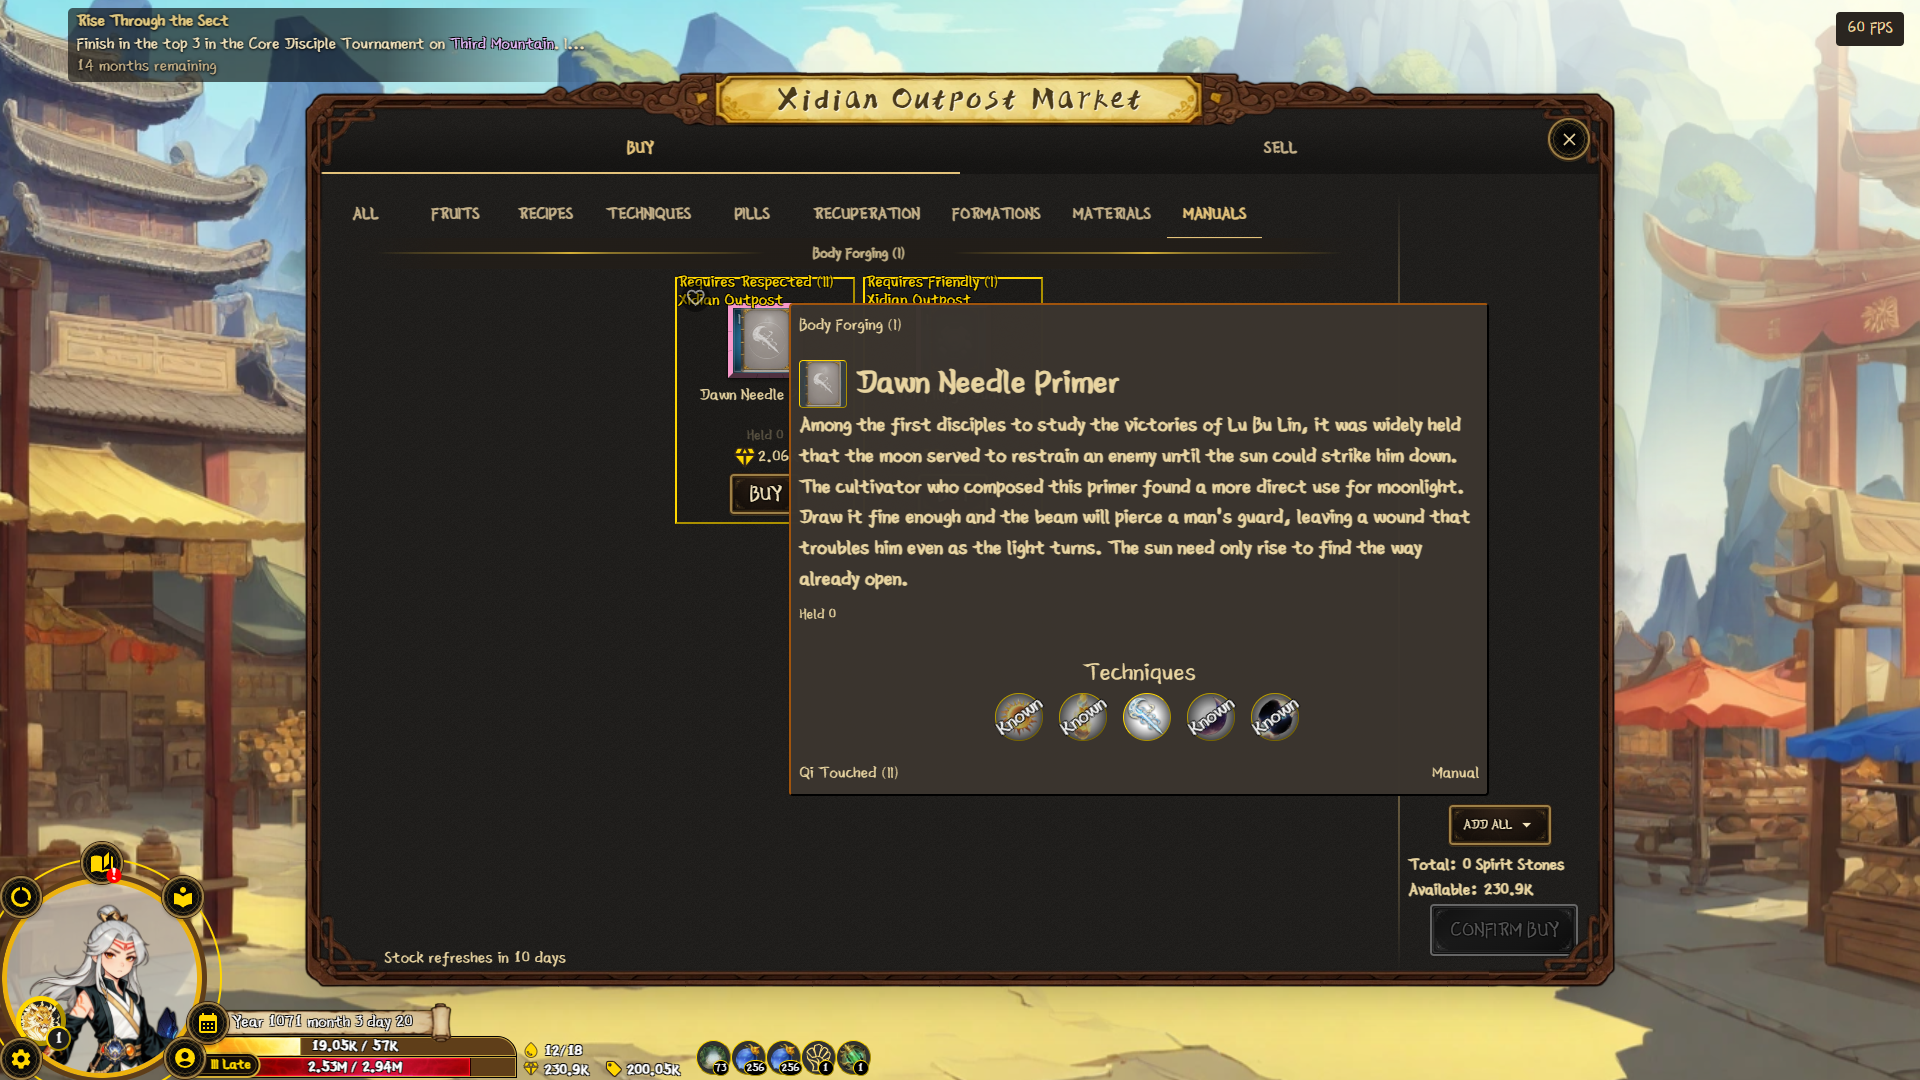 Rise Through the Sect
Finish in the top 3 in the Core Disciple Tournament on Third Mountain. I...
14 months remaining
60 FPS
Xidian Outpost Market
BUY
SELL
ALL
FRUITS
RECIPES
TECHNIQUES
PILLS
RECUPERATION
FORMATIONS
MATERIALS
MANUALS
Body Forging (I)
Requires Respected (II)
Xidian Outpost
Requires Friendly (I)
Xidian Outpost
Dawn Needle
Held 0
2.06
BUY
Body Forging (I)
Dawn Needle Primer
Among the first disciples to study the victories of Lu Bu Lin, it was widely held
that the moon served to restrain an enemy until the sun could strike him down.
The cultivator who composed this primer found a more direct use for moonlight.
Draw it fine enough and the beam will pierce a man's guard, leaving a wound that
troubles him even as the light turns. The sun need only rise to find the way
already open.
Held 0
Techniques
Known
Known
Known
Known
Qi Touched (II)
Manual
ADD ALL
Total: 0 Spirit Stones
Available: 230.9K
CONFIRM BUY
Stock refreshes in 10 days
1
Year 1071 month 3 day 20
19.05K / 57K
III Late
2.53M / 2.94M
12/18
230.9K
200.05K
73
256
256
1
1